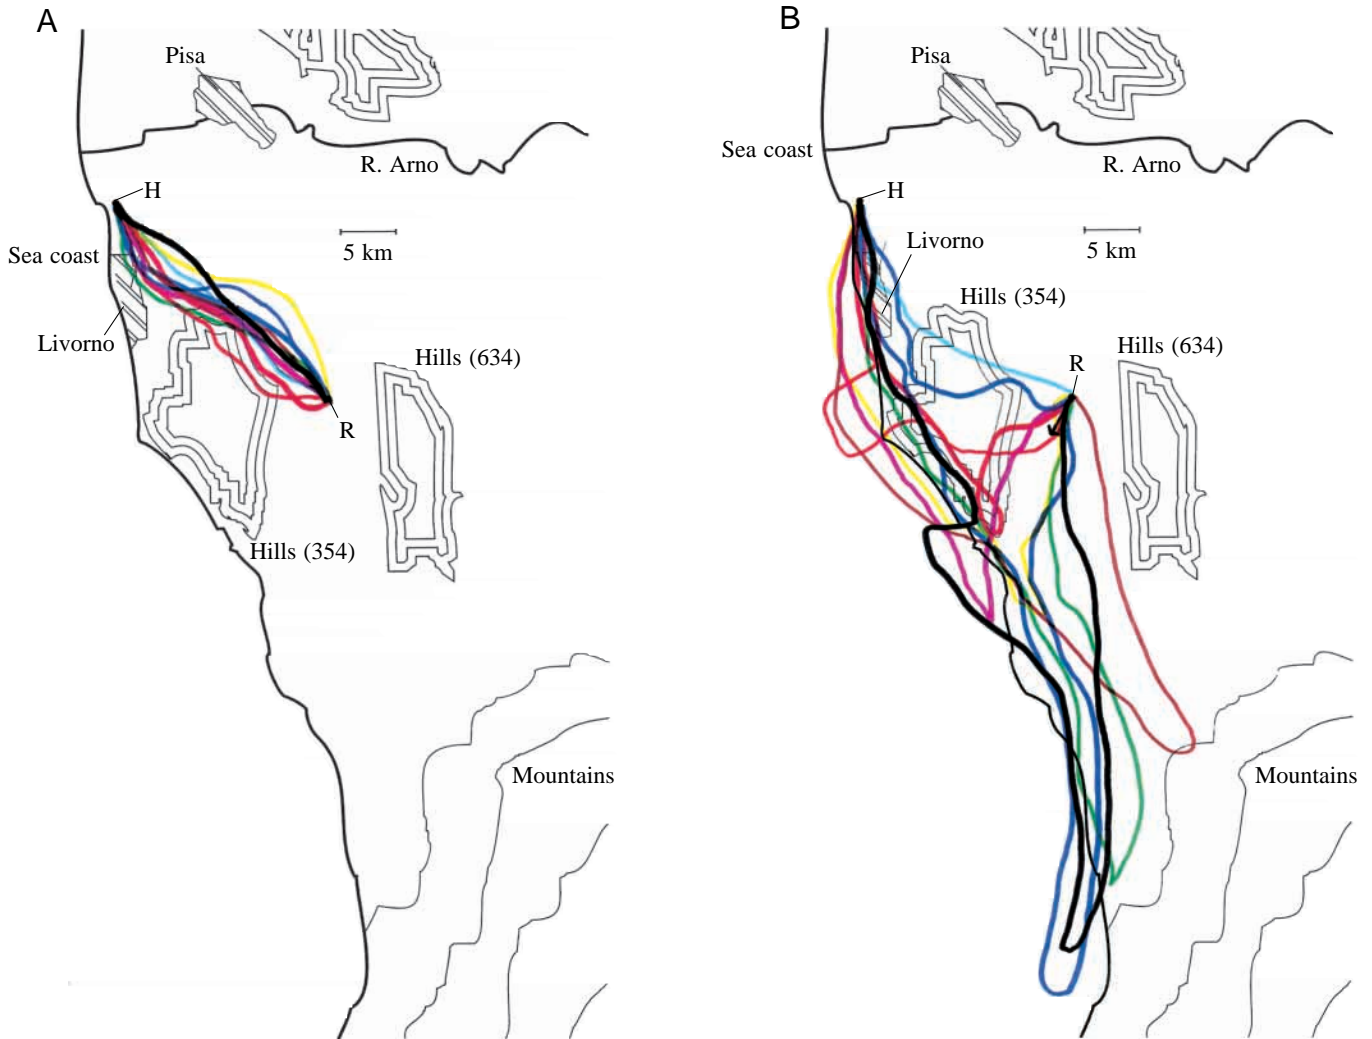 A
Pisa
R. Arno
H
Sea coast
5 km
Livorno
Hills (634)
R
Hills (354)
Mountains
B
Pisa
Sea coast
R. Arno
H
Livorno
5 km
Hills (354)
Hills (634)
R
Mountains